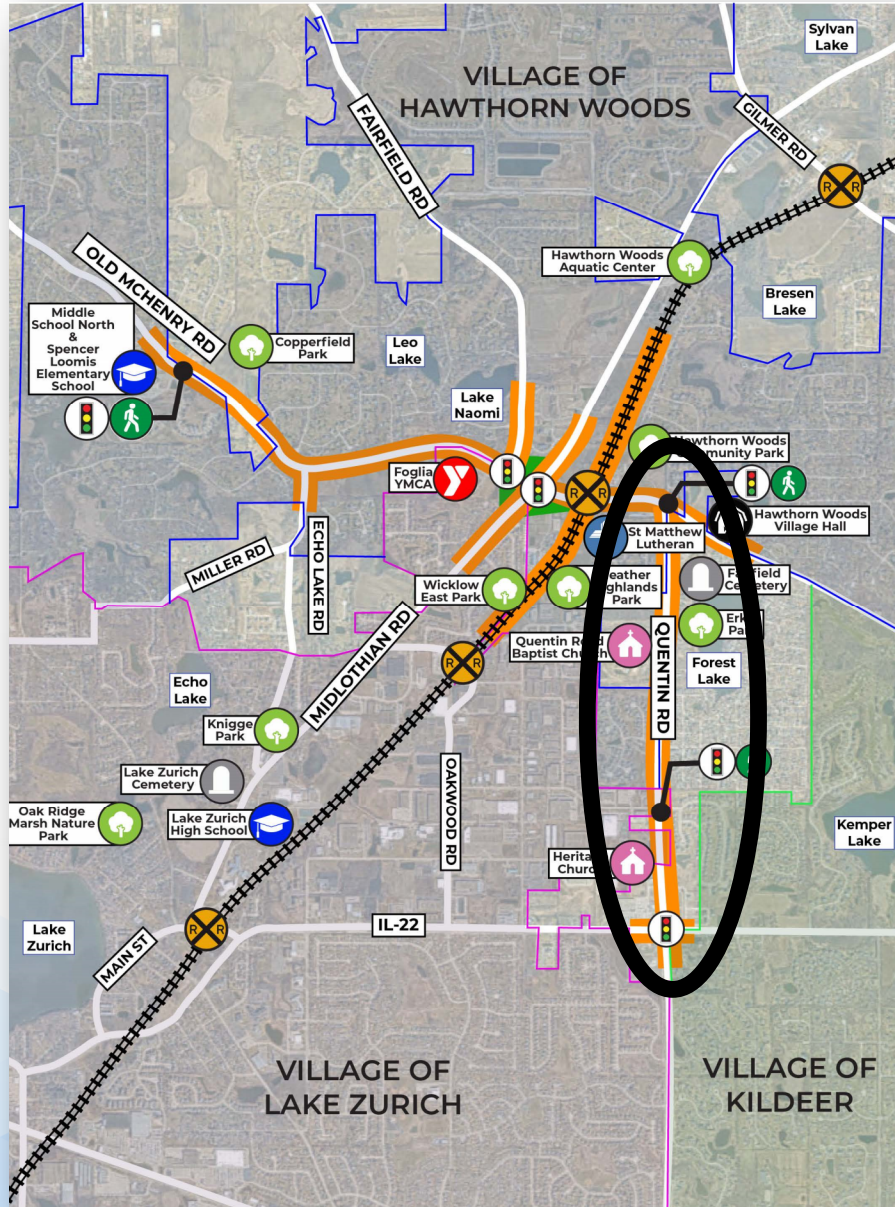 Sylvan
Lake
VILLAGE OF
HAWTHORN WOODS
GILMER RD
FAIRFIELD RD
R R
Hawthorn Woods
Aquatic Center
OLD MCHENRY RD
Bresen
Lake
Middle
School North
&
Spencer
Loomis
Elementary
School
Copperfield
Park
Leo
Lake
Lake
Naomi
Hawthorn Woods
Community Park
Foglia
YMCA
R R
Hawthorn Woods
Village Hall
St Matthew
Lutheran
ECHO LAKE RD
MILLER RD
Wicklow
East Park
Heather
Highlands
Park
Fairfield
Cemetery
Park
MIDLOTHIAN RD
Quentin Road
Baptist Church
QUENTIN RD
R R
Forest
Lake
Echo
Lake
Knigge
Park
Lake Zurich
Cemetery
OAKWOOD RD
Oak Ridge
Marsh Nature
Park
Lake Zurich
High School
Kemper
Lake
Heritage
Church
Lake
Zurich
R R
IL-22
MAIN ST
VILLAGE OF
LAKE ZURICH
VILLAGE OF
KILDEER